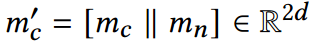 m′_c = [m_c ∥ m_n] ∈ ℝ^{2d}